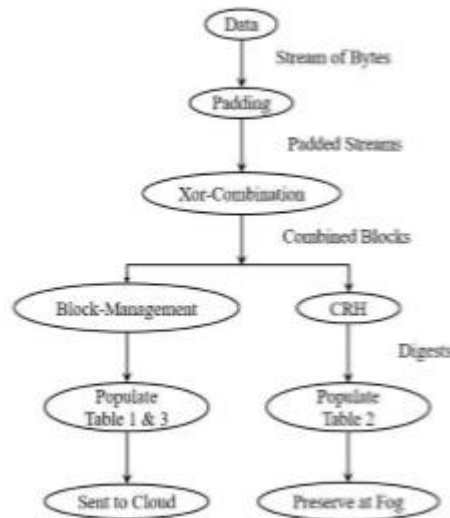 Data
Stream of Bytes
Padding
Padded Streams
Xor-Combination
Combined Blocks
Block-Management
CRH
Digests
Populate
Table 1 & 3
Populate
Table 2
Sent to Cloud
Preserve at Fog